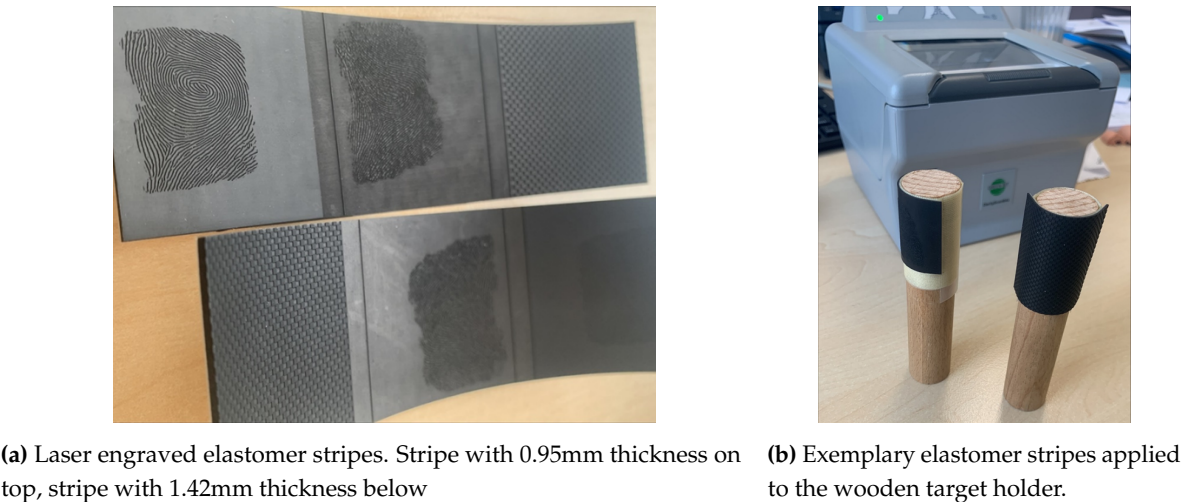 (a) Laser engraved elastomer stripes. Stripe with 0.95mm thickness on
top, stripe with 1.42mm thickness below
(b) Exemplary elastomer stripes applied
to the wooden target holder.